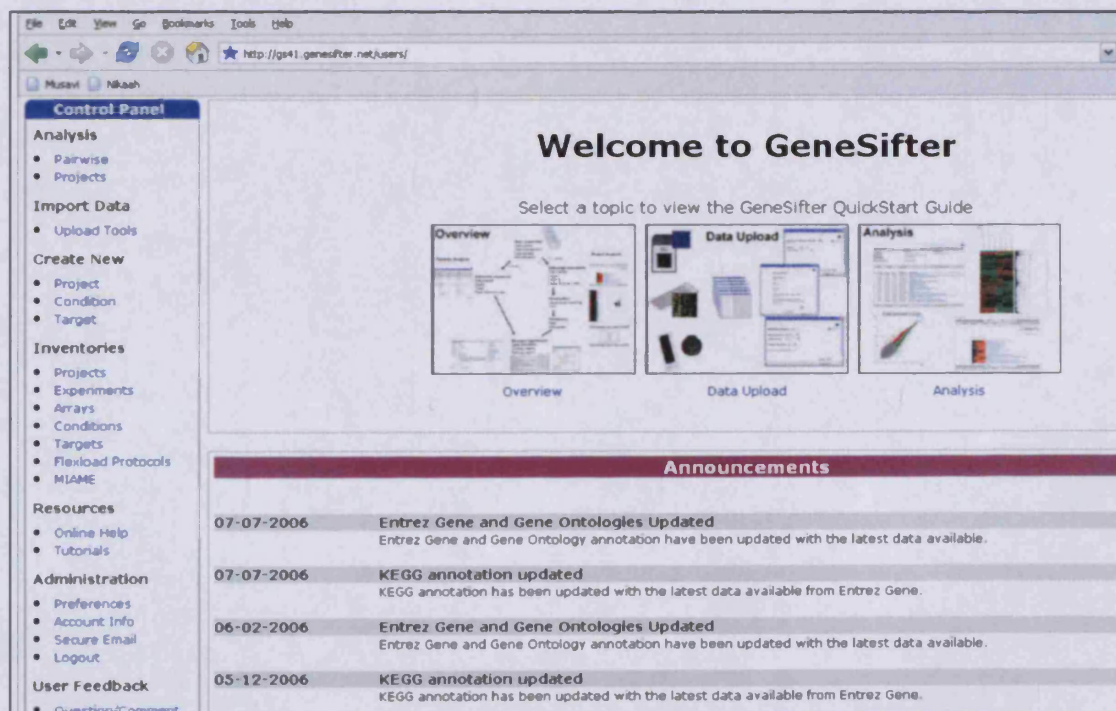 File Edit View Go Bookmarks Tools Help
http://gs41.genesifter.net/users/
Musavi Nikaah
Control Panel
Analysis
Pairwise
Projects
Import Data
Upload Tools
Create New
Project
Condition
Target
Inventories
Projects
Experiments
Arrays
Conditions
Targets
Flexload Protocols
MIAME
Resources
Online Help
Tutorials
Administration
Preferences
Account Info
Secure Email
Logout
User Feedback
Question/Comment
Welcome to GeneSifter
Select a topic to view the GeneSifter QuickStart Guide
Overview
Data Upload
Analysis
Overview
Data Upload
Analysis
Announcements
07-07-2006 Entrez Gene and Gene Ontologies Updated
Entrez Gene and Gene Ontology annotation have been updated with the latest data available.
07-07-2006 KEGG annotation updated
KEGG annotation has been updated with the latest data available from Entrez Gene.
06-02-2006 Entrez Gene and Gene Ontologies Updated
Entrez Gene and Gene Ontology annotation have been updated with the latest data available.
05-12-2006 KEGG annotation updated
KEGG annotation has been updated with the latest data available from Entrez Gene.